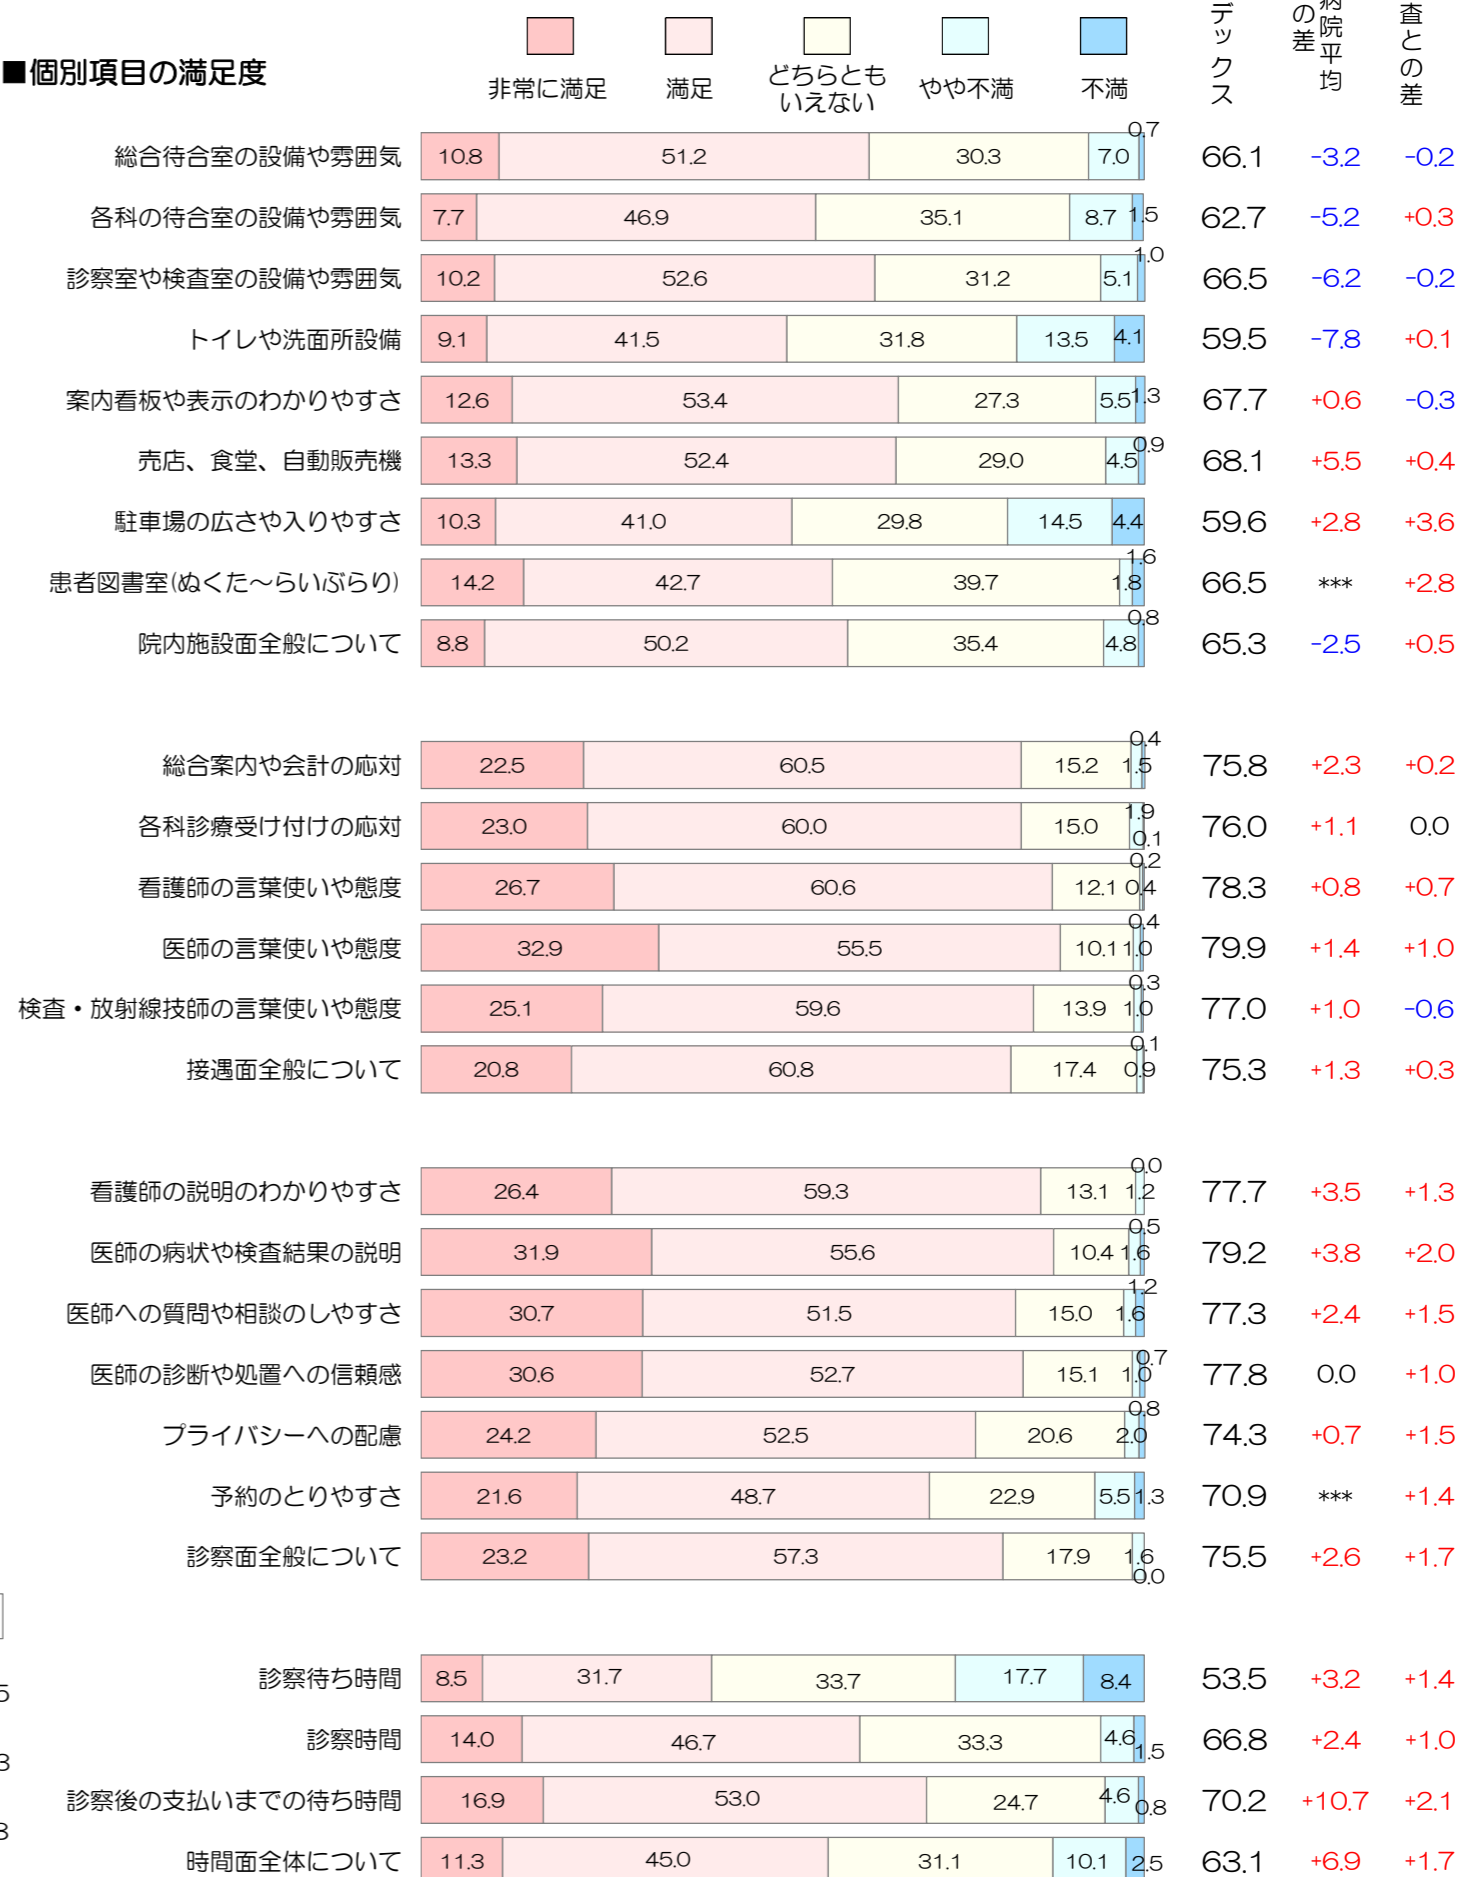 ■個別項目の満足度
非常に満足
満足
どちらとも
いえない
やや不満
不満
デックス
病院平均
の差
査との差
総合待合室の設備や雰囲気 10.8 51.2 30.3 7.0 0.7 66.1 -3.2 -0.2
各科の待合室の設備や雰囲気 7.7 46.9 35.1 8.7 1.5 62.7 -5.2 +0.3
診察室や検査室の設備や雰囲気 10.2 52.6 31.2 5.1 1.0 66.5 -6.2 -0.2
トイレや洗面所設備 9.1 41.5 31.8 13.5 4.1 59.5 -7.8 +0.1
案内看板や表示のわかりやすさ 12.6 53.4 27.3 5.5 1.3 67.7 +0.6 -0.3
売店、食堂、自動販売機 13.3 52.4 29.0 4.5 0.9 68.1 +5.5 +0.4
駐車場の広さや入りやすさ 10.3 41.0 29.8 14.5 4.4 59.6 +2.8 +3.6
患者図書室(ぬくた～らいぶらり) 14.2 42.7 39.7 1.8 1.6 66.5 *** +2.8
院内施設面全般について 8.8 50.2 35.4 4.8 0.8 65.3 -2.5 +0.5
総合案内や会計の応対 22.5 60.5 15.2 1.5 0.4 75.8 +2.3 +0.2
各科診療受け付けの応対 23.0 60.0 15.0 1.9 0.1 76.0 +1.1 0.0
看護師の言葉使いや態度 26.7 60.6 12.1 0.4 0.2 78.3 +0.8 +0.7
医師の言葉使いや態度 32.9 55.5 10.1 1.0 0.4 79.9 +1.4 +1.0
検査・放射線技師の言葉使いや態度 25.1 59.6 13.9 1.0 0.3 77.0 +1.0 -0.6
接遇面全般について 20.8 60.8 17.4 0.9 0.1 75.3 +1.3 +0.3
看護師の説明のわかりやすさ 26.4 59.3 13.1 1.2 0.0 77.7 +3.5 +1.3
医師の病状や検査結果の説明 31.9 55.6 10.4 1.6 0.5 79.2 +3.8 +2.0
医師への質問や相談のしやすさ 30.7 51.5 15.0 1.6 1.2 77.3 +2.4 +1.5
医師の診断や処置への信頼感 30.6 52.7 15.1 1.0 0.7 77.8 0.0 +1.0
プライバシーへの配慮 24.2 52.5 20.6 2.0 0.8 74.3 +0.7 +1.5
予約のとりやすさ 21.6 48.7 22.9 5.5 1.3 70.9 *** +1.4
診察面全般について 23.2 57.3 17.9 1.6 0.0 75.5 +2.6 +1.7
診察待ち時間 8.5 31.7 33.7 17.7 8.4 53.5 +3.2 +1.4
診察時間 14.0 46.7 33.3 4.6 1.5 66.8 +2.4 +1.0
診察後の支払いまでの待ち時間 16.9 53.0 24.7 4.6 0.8 70.2 +10.7 +2.1
時間面全体について 11.3 45.0 31.1 10.1 2.5 63.1 +6.9 +1.7